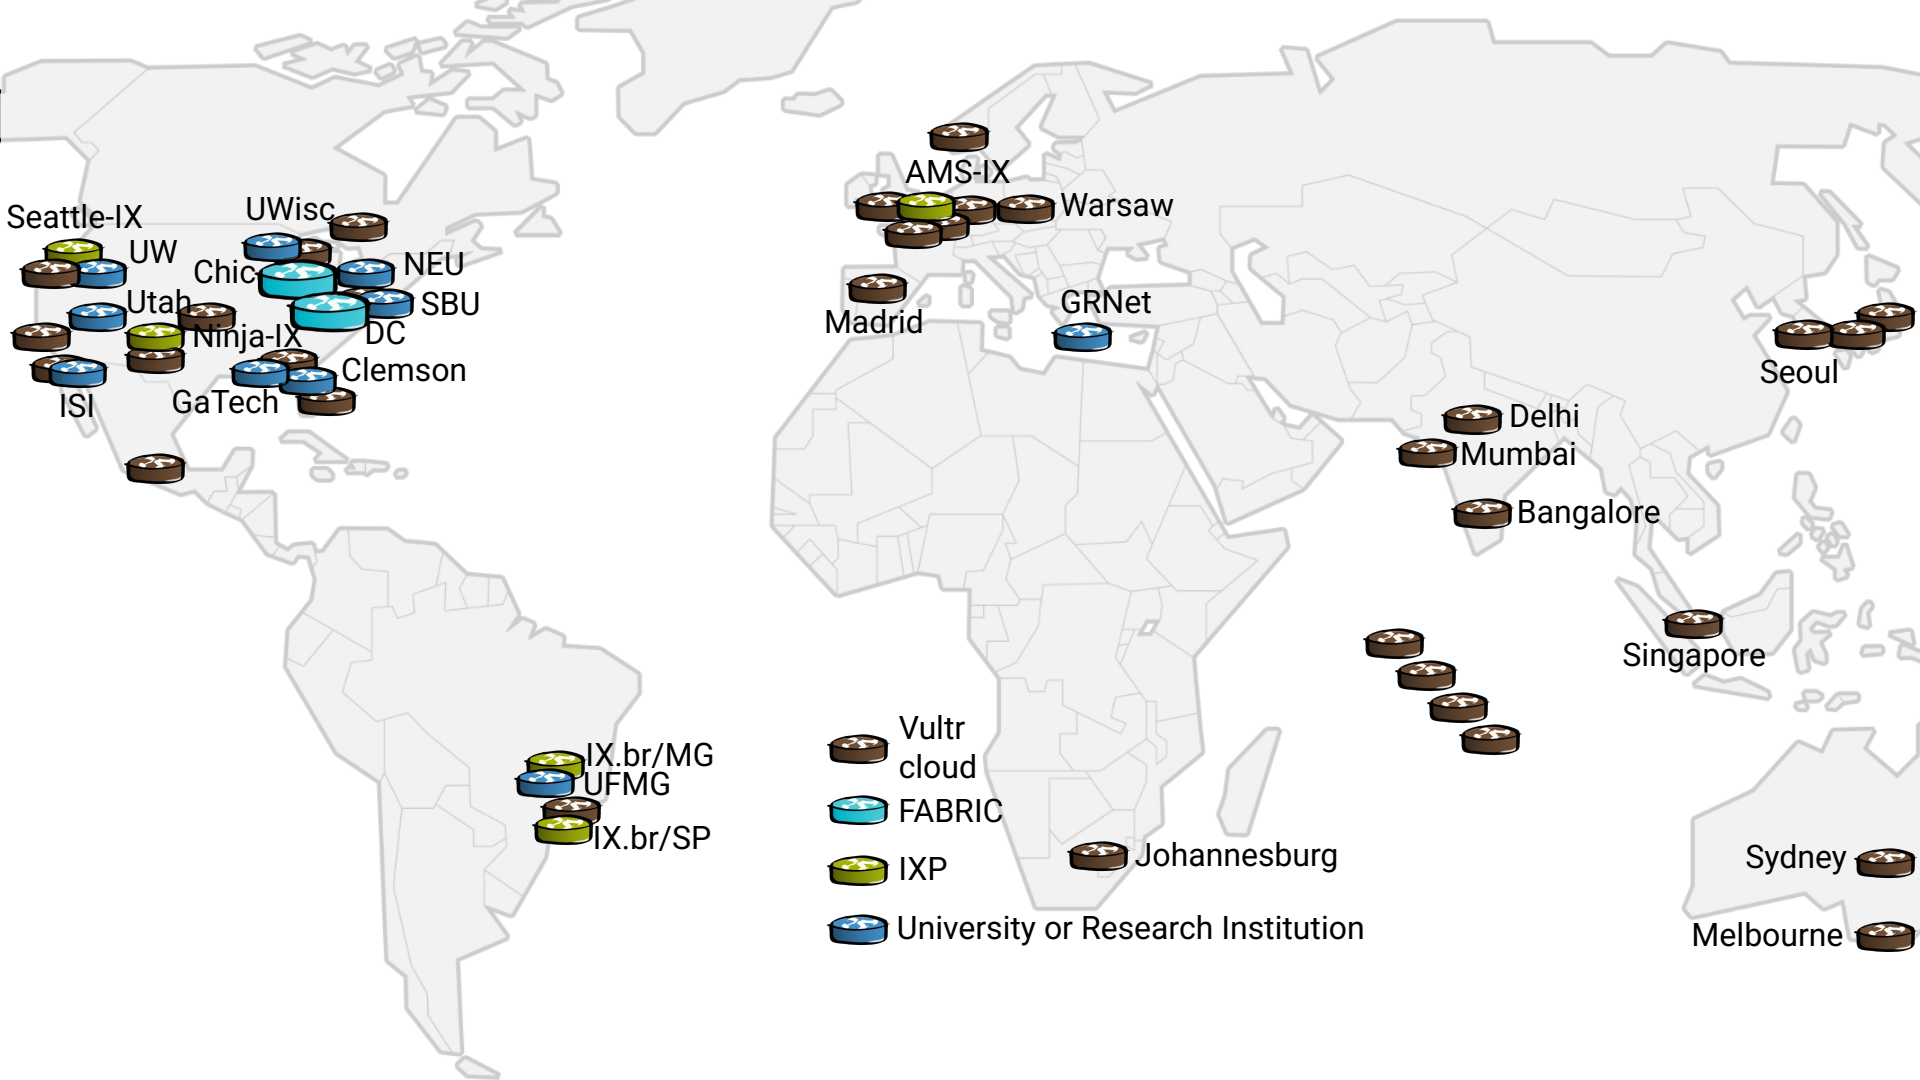 AMS-IX
Seattle-IX
UWisc
Warsaw
UW
Chic
NEU
Utah
SBU
GRNet
Ninja-IX
DC
Madrid
Clemson
Seoul
ISI
GaTech
Delhi
Mumbai
Bangalore
Singapore
IX.br/MG
UFMG
IX.br/SP
Vultr
cloud
FABRIC
IXP
University or Research Institution
Johannesburg
Sydney
Melbourne